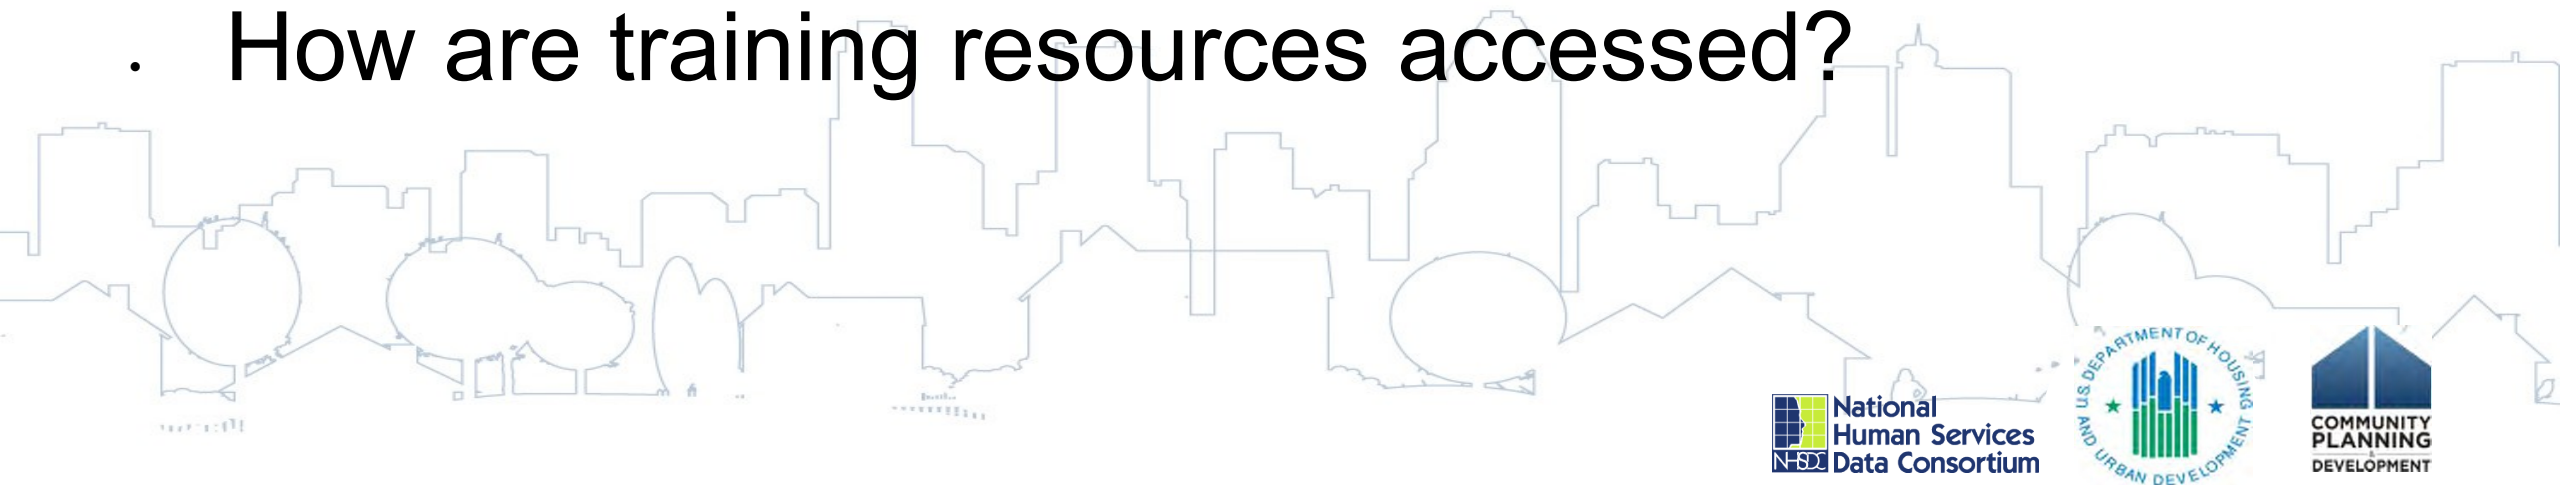 • How are training resources accessed?
National
Human Services
NHSDC Data Consortium
U.S. DEPARTMENT OF HOUSING AND URBAN DEVELOPMENT
COMMUNITY
PLANNING
&
DEVELOPMENT